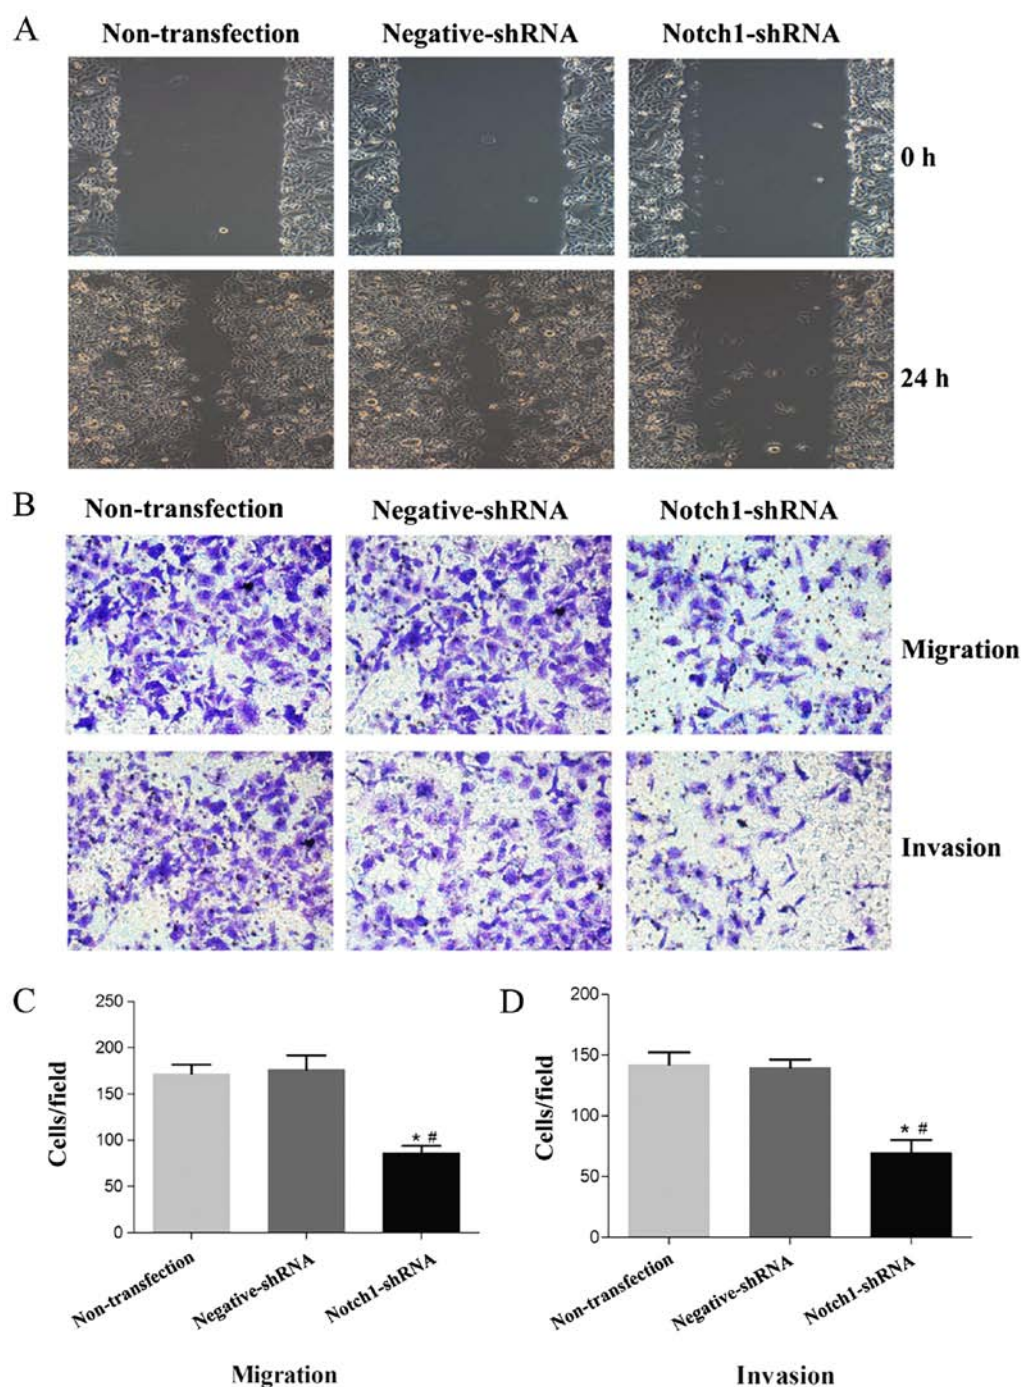 A
Non-transfection
Negative-shRNA
Notch1-shRNA
0 h
24 h
B
Non-transfection
Negative-shRNA
Notch1-shRNA
Migration
Invasion
C
Cells/field
250
200
150
100
50
0
* #
Non-transfection
Negative-shRNA
Notch1-shRNA
Migration
D
Cells/field
200
150
100
50
0
* #
Non-transfection
Negative-shRNA
Notch1-shRNA
Invasion